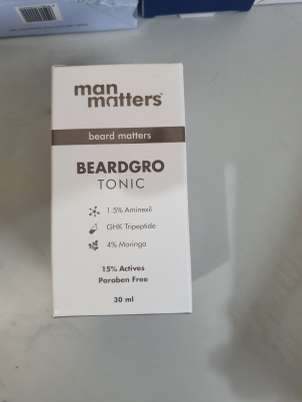 man
matters
beard matters
BEARDGRO
TONIC
1.5% Aminexil
GHK Tripeptide
4% Moringa
15% Actives
Paraben Free
30 ml